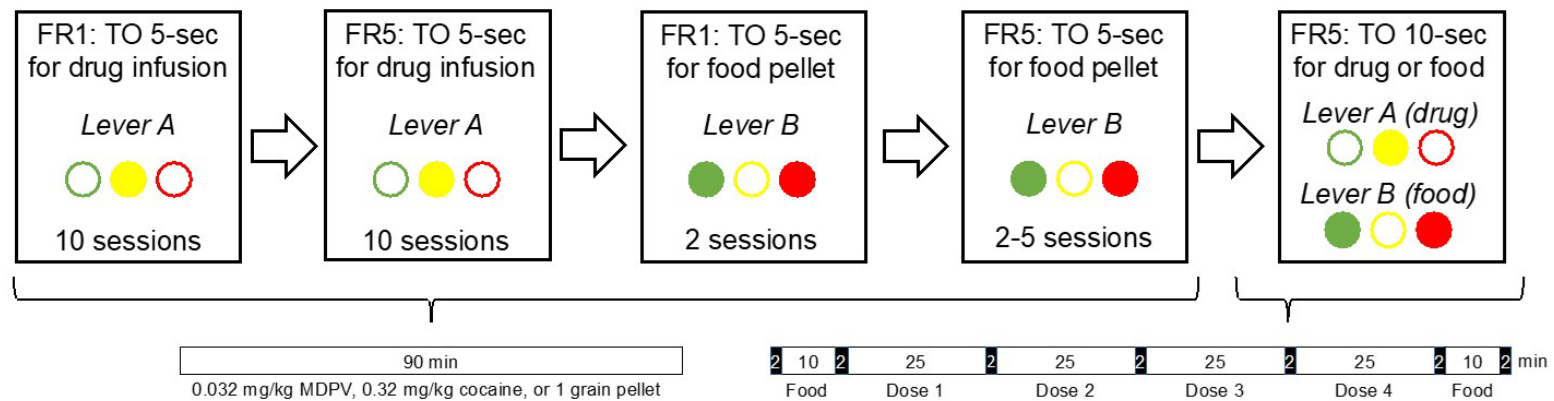 FR1: TO 5-sec
for drug infusion
Lever A
10 sessions
FR5: TO 5-sec
for drug infusion
Lever A
10 sessions
FR1: TO 5-sec
for food pellet
Lever B
2 sessions
FR5: TO 5-sec
for food pellet
Lever B
2-5 sessions
FR5: TO 10-sec
for drug or food
Lever A (drug)
Lever B (food)
90 min
0.032 mg/kg MDPV, 0.32 mg/kg cocaine, or 1 grain pellet
2 10 2 25 2 25 2 25 2 25 2 10 2 min
Food Dose 1 Dose 2 Dose 3 Dose 4 Food